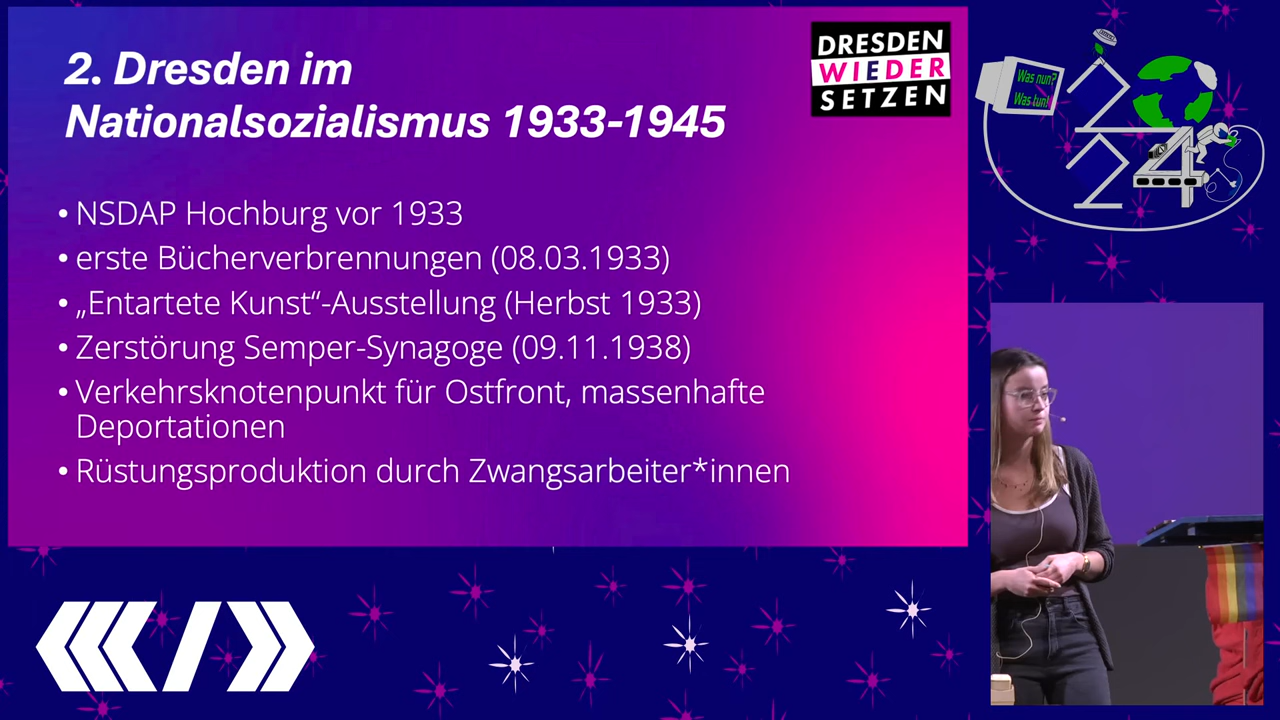 2. Dresden im
Nationalsozialismus 1933-1945
DRESDEN
WIEDER
SETZEN
• NSDAP Hochburg vor 1933
• erste Bücherverbrennungen (08.03.1933)
• „Entartete Kunst“-Ausstellung (Herbst 1933)
• Zerstörung Semper-Synagoge (09.11.1938)
• Verkehrsknotenpunkt für Ostfront, massenhafte
Deportationen
• Rüstungsproduktion durch Zwangsarbeiter*innen
Was nun?
Was tun!
2
24